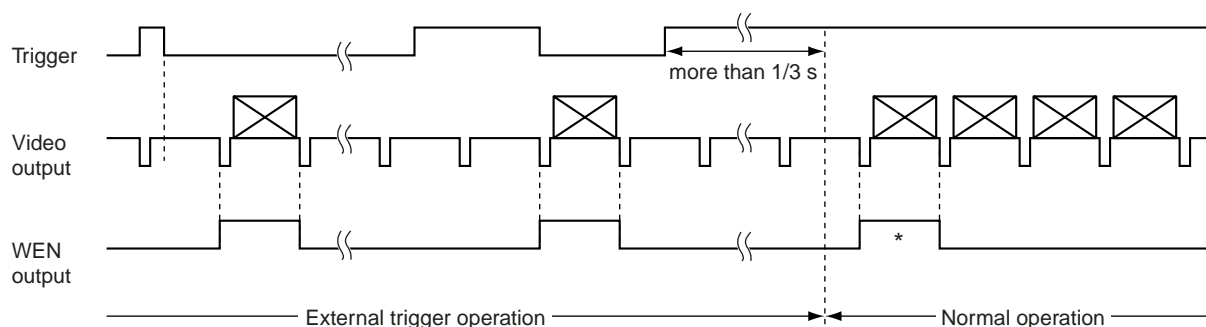 Trigger
more than 1/3 s
Video
output
WEN
output
*
External trigger operation
Normal operation